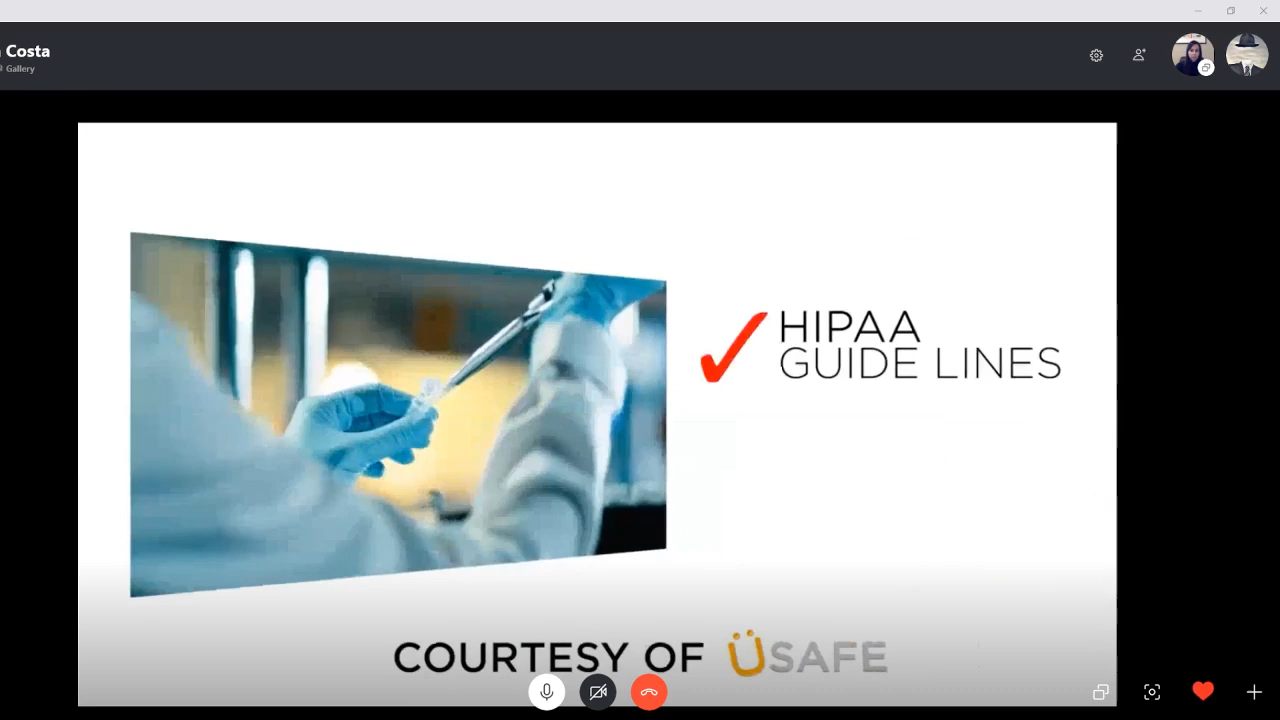 Costa
Gallery
HIPAA
GUIDE LINES
COURTESY OF ÜSAFE